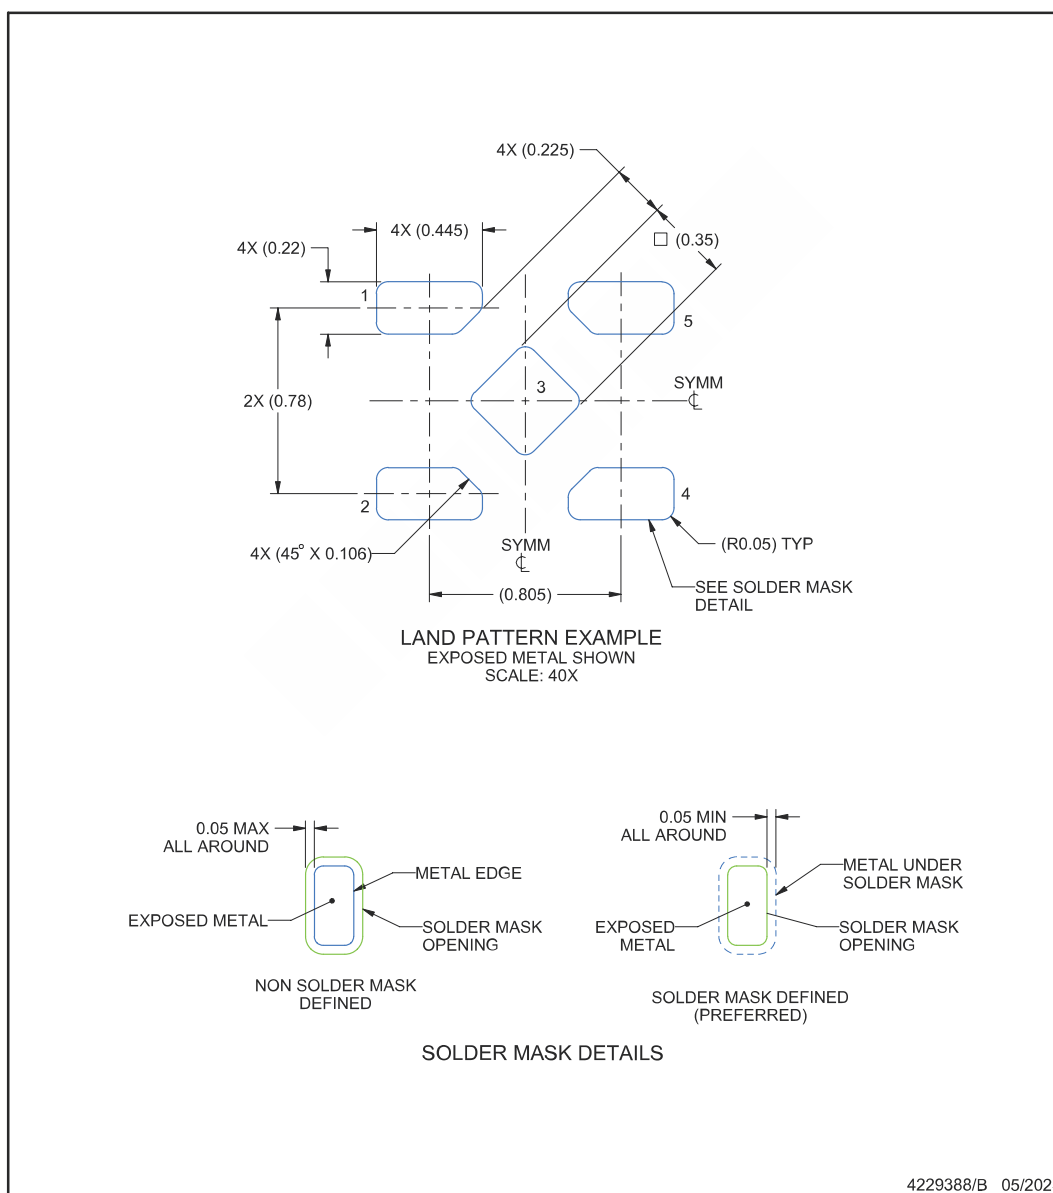 4X (0.225)
4X (0.445)
□ (0.35)
4X (0.22)
1
5
3
SYMM
℄
2X (0.78)
2
4
4X (45° X 0.106)
SYMM
℄
(R0.05) TYP
(0.805)
SEE SOLDER MASK
DETAIL
LAND PATTERN EXAMPLE
EXPOSED METAL SHOWN
SCALE: 40X
0.05 MAX
ALL AROUND
METAL EDGE
EXPOSED METAL
SOLDER MASK
OPENING
NON SOLDER MASK
DEFINED
0.05 MIN
ALL AROUND
METAL UNDER
SOLDER MASK
EXPOSED
METAL
SOLDER MASK
OPENING
SOLDER MASK DEFINED
(PREFERRED)
SOLDER MASK DETAILS
4229388/B 05/202